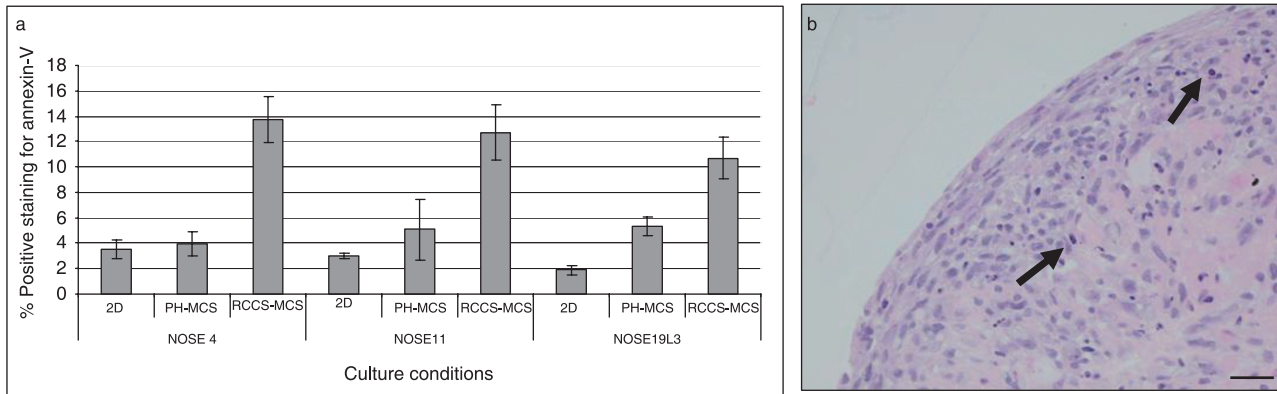 a
% Positive staining for annexin-V
18
16
14
12
10
8
6
4
2
0
2D PH-MCS RCCS-MCS 2D PH-MCS RCCS-MCS 2D PH-MCS RCCS-MCS
NOSE 4 NOSE11 NOSE19L3
Culture conditions
b